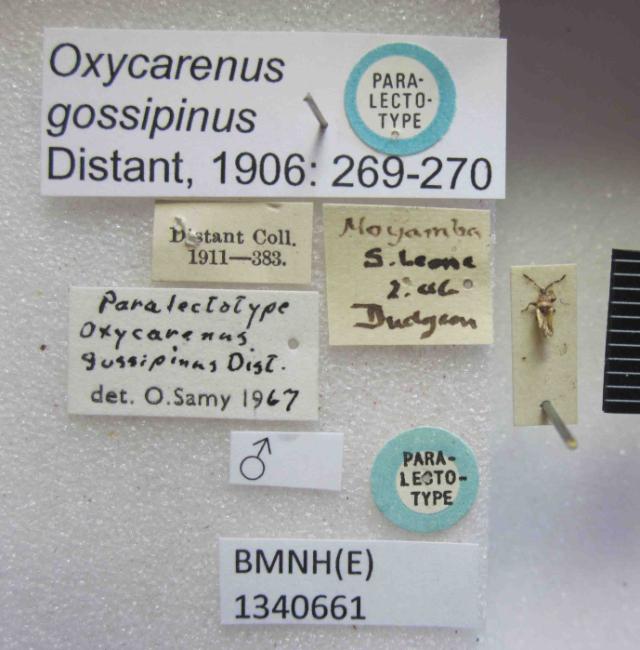 Oxycarenus
gossipinus
Distant, 1906: 269-270
PARA-
LECTO-
TYPE
Distant Coll.
1911—383.
Moyamba
S. Leone
Dudgeon
Paralectotype
Oxycarenus
gossipinus Dist.
det. O. Samy 1967
♂
PARA-
LECTO-
TYPE
BMNH(E)
1340661